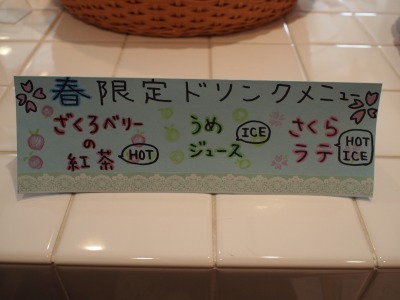 春限定ドリンクメニュー
ざくろベリー
の
紅茶 HOT
うめ ICE
ジュース
さくら
ラテ HOT
ICE